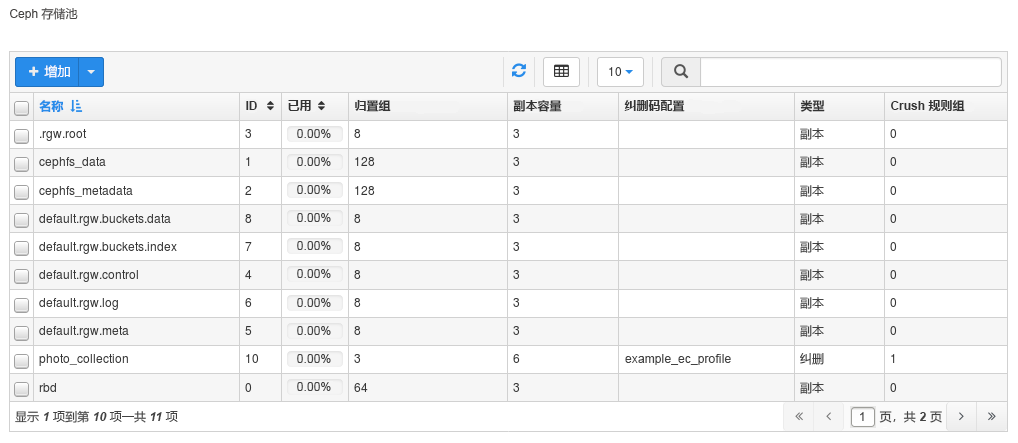 Ceph 存储池
+ 增加 10
名称 ID 已用 归置组 副本容量 纠删码配置 类型 Crush 规则组
.rgw.root 3 0.00% 8 3 副本 0
cephfs_data 1 0.00% 128 3 副本 0
cephfs_metadata 2 0.00% 128 3 副本 0
default.rgw.buckets.data 8 0.00% 8 3 副本 0
default.rgw.buckets.index 7 0.00% 8 3 副本 0
default.rgw.control 4 0.00% 8 3 副本 0
default.rgw.log 6 0.00% 8 3 副本 0
default.rgw.meta 5 0.00% 8 3 副本 0
photo_collection 10 0.00% 3 6 example_ec_profile 纠删 1
rbd 0 0.00% 64 3 副本 0
显示 1 项到第 10 项—共 11 项 « ‹ 1 页，共 2 页 › »